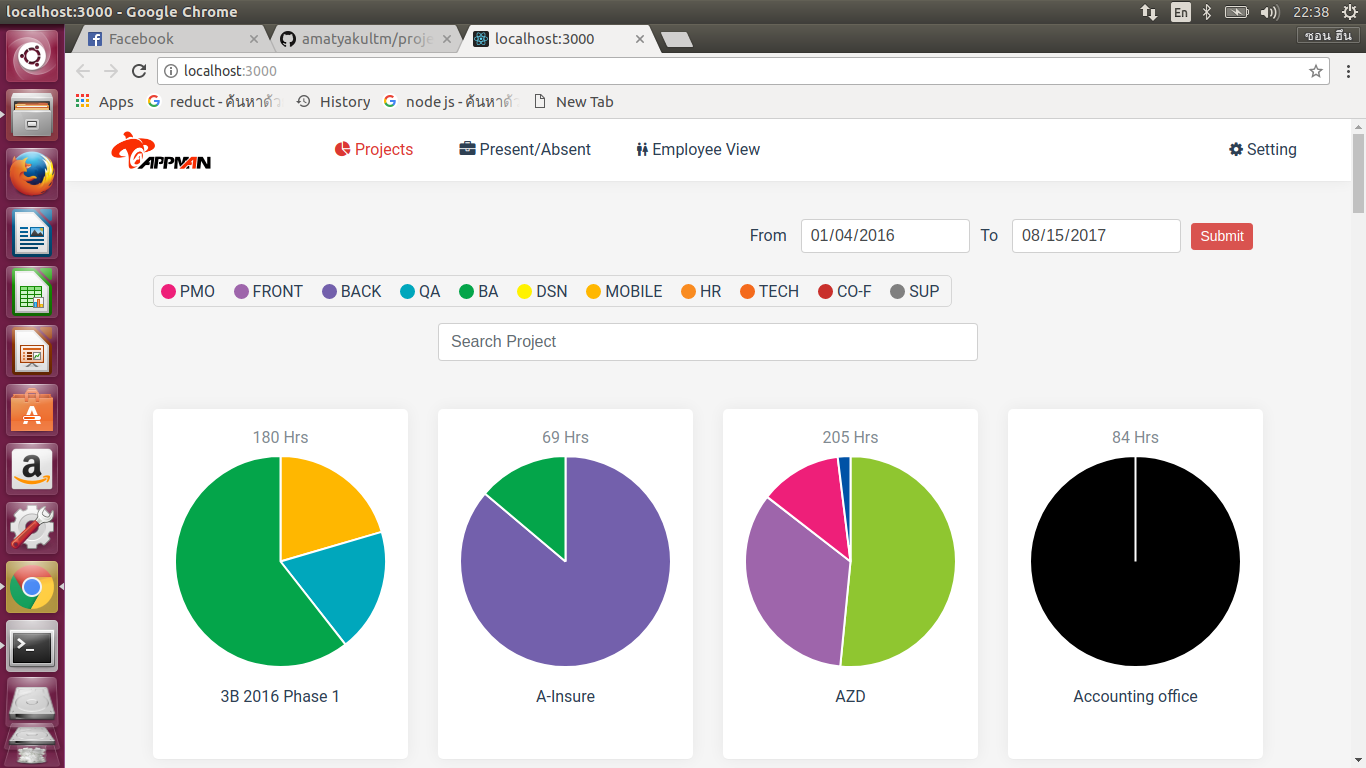 localhost:3000 - Google Chrome
En
22:38
Facebook
amatyakultm/proje
localhost:3000
ซอน ฮึน
localhost:3000
Apps
reduct - ค้นหาด้ว
History
node js - ค้นหาด้
New Tab
APPMAN
Projects
Present/Absent
Employee View
Setting
From 01/04/2016 To 08/15/2017 Submit
PMO FRONT BACK QA BA DSN MOBILE HR TECH CO-F SUP
Search Project
180 Hrs
69 Hrs
205 Hrs
84 Hrs
3B 2016 Phase 1
A-Insure
AZD
Accounting office